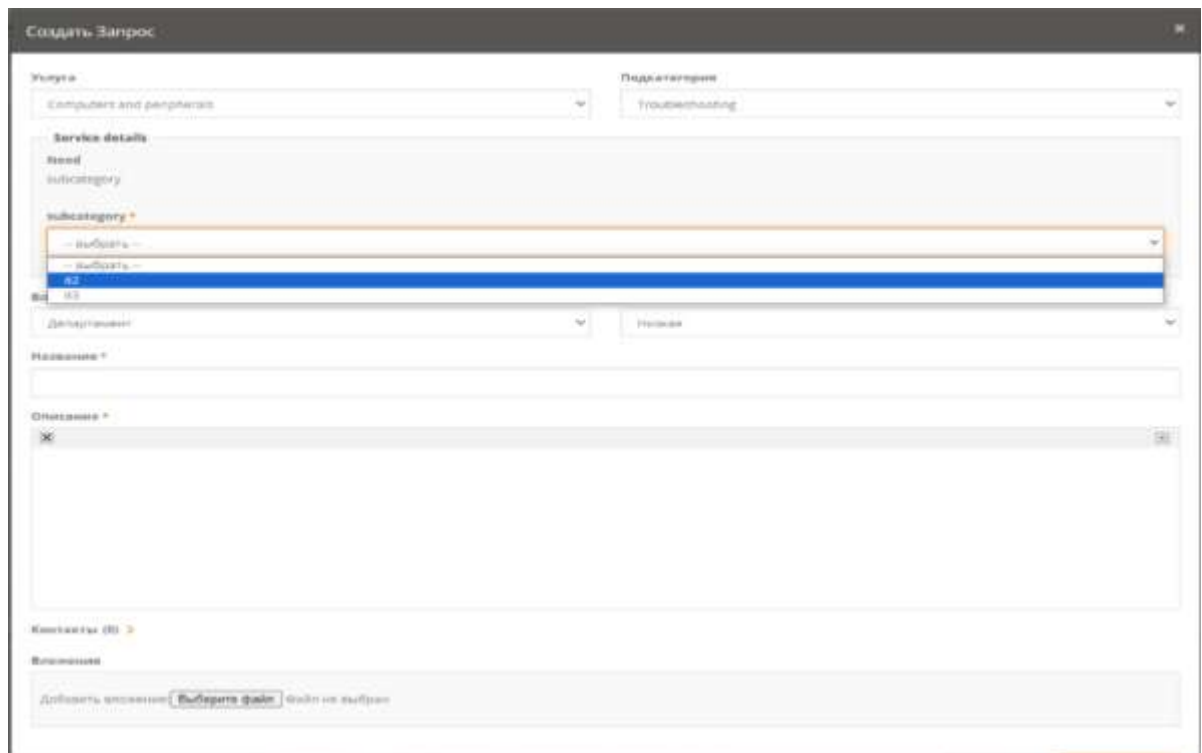 Создать Запрос
Услуга
Подкатегория
Computers and peripherals
Troubleshooting
Service details
Need
subcategory
subcategory *
-- выбрать --
-- выбрать --
Департамент
Низкая
Название *
Описание *
Контакты (0) >
Вложения
Добавить вложение: Выберите файл Файл не выбран